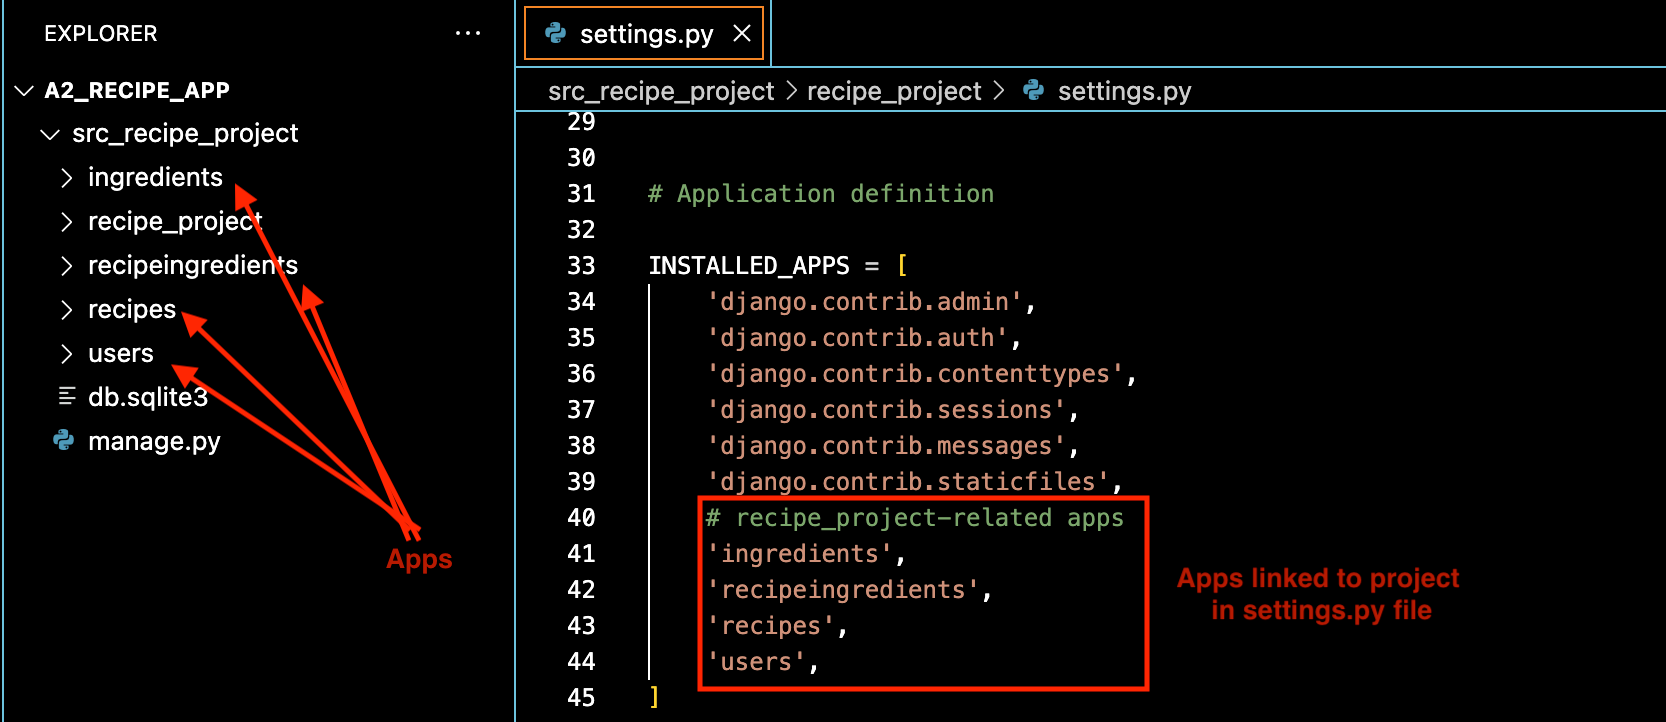 EXPLORER
···
A2_RECIPE_APP
src_recipe_project
ingredients
recipe_project
recipeingredients
recipes
users
db.sqlite3
manage.py
Apps
settings.py
src_recipe_project > recipe_project > settings.py
29
30
31 # Application definition
32
33 INSTALLED_APPS = [
34 'django.contrib.admin',
35 'django.contrib.auth',
36 'django.contrib.contenttypes',
37 'django.contrib.sessions',
38 'django.contrib.messages',
39 'django.contrib.staticfiles',
40 # recipe_project-related apps
41 'ingredients',
42 'recipeingredients',
43 'recipes',
44 'users',
45 ]
Apps linked to project
in settings.py file